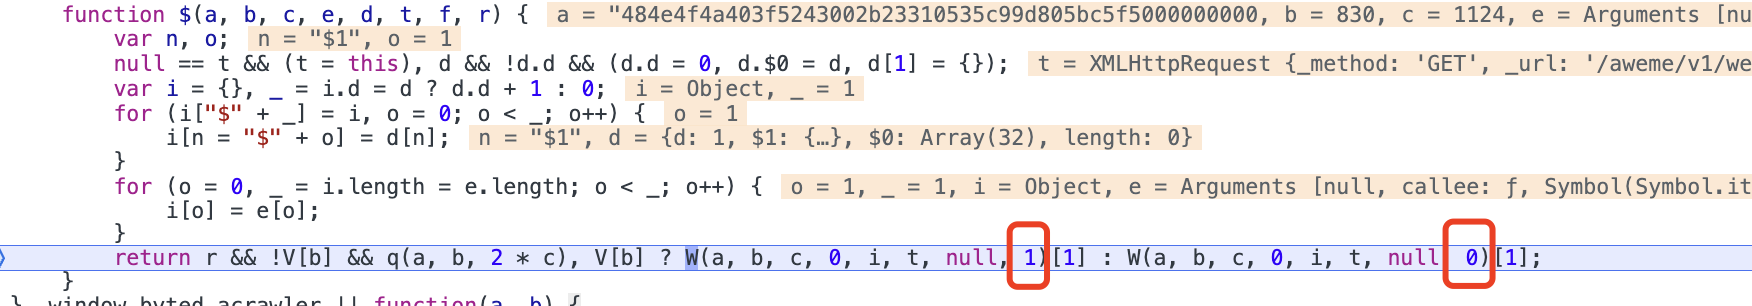 function $(a, b, c, e, d, t, f, r) { a = "484e4f4a403f5243002b23310535c99d805bc5f5000000000, b = 830, c = 1124, e = Arguments [nu
var n, o; n = "$1", o = 1
null == t && (t = this), d && !d.d && (d.d = 0, d.$0 = d, d[1] = {}); t = XMLHttpRequest {_method: 'GET', _url: '/aweme/v1/we
var i = {}, _ = i.d = d ? d.d + 1 : 0; i = Object, _ = 1
for (i["$" + _] = i, o = 0; o < _; o++) { o = 1
i[n = "$" + o] = d[n]; n = "$1", d = {d: 1, $1: {…}, $0: Array(32), length: 0}
}
for (o = 0, _ = i.length = e.length; o < _; o++) { o = 1, _ = 1, i = Object, e = Arguments [null, callee: ƒ, Symbol(Symbol.it
i[o] = e[o];
}
return r && !V[b] && q(a, b, 2 * c), V[b] ? W(a, b, c, 0, i, t, null, 1)[1] : W(a, b, c, 0, i, t, null 0)[1];
}
}, window.byted_acrawler || function(a, b) {